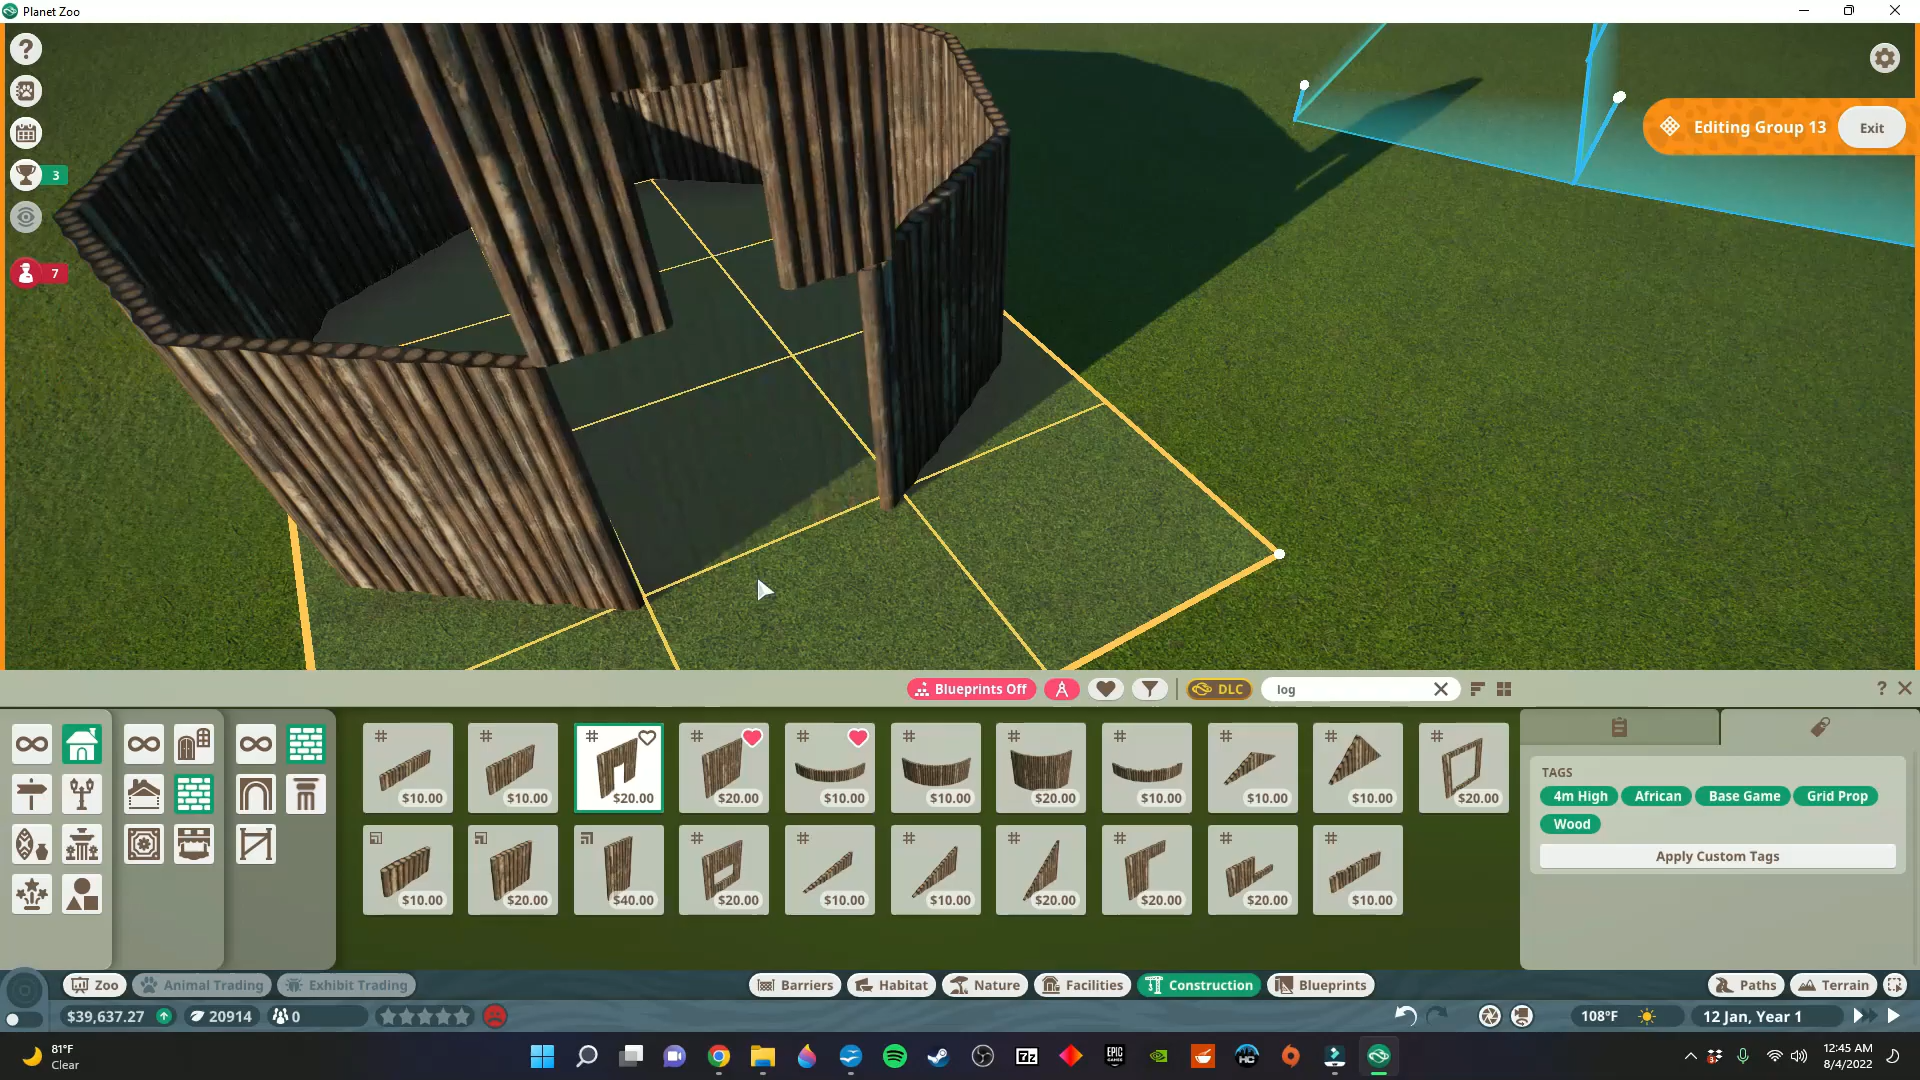 Planet Zoo
Editing Group 13
Exit
3
7
Blueprints Off
DLC
log
$10.00
$10.00
$20.00
$20.00
$10.00
$10.00
$20.00
$10.00
$10.00
$10.00
$20.00
$10.00
$20.00
$40.00
$20.00
$10.00
$10.00
$20.00
$20.00
$20.00
$10.00
TAGS
4m High
African
Base Game
Grid Prop
Wood
Apply Custom Tags
Zoo
Animal Trading
Exhibit Trading
Barriers
Habitat
Nature
Facilities
Construction
Blueprints
Paths
Terrain
$39,637.27
20914
0
108°F
12 Jan, Year 1
81°F
Clear
7z
EPIC GAMES
HC
12:45 AM
8/4/2022